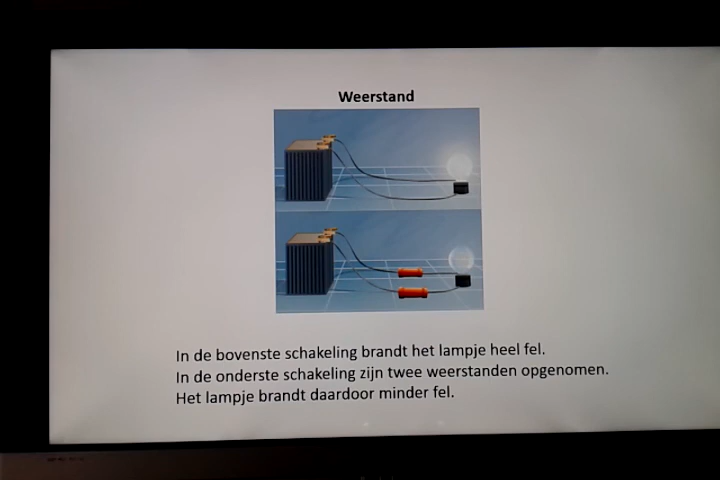 Weerstand
In de bovenste schakeling brandt het lampje heel fel.
In de onderste schakeling zijn twee weerstanden opgenomen.
Het lampje brandt daardoor minder fel.